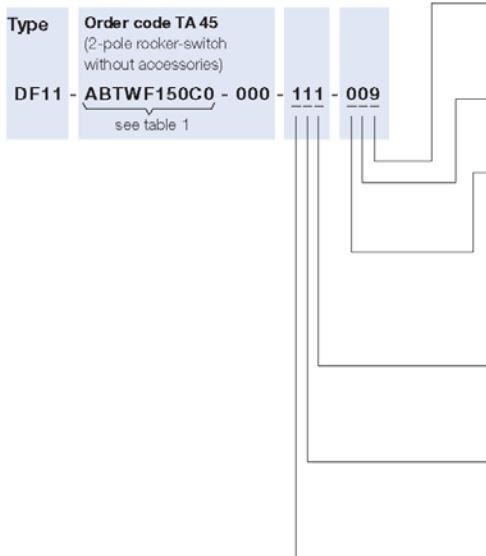 Type
Order code TA 45
(2-pole rocker-switch
without accessories)
DF11 - ABTWF150C0 - 000 - 111 - 009
see table 1